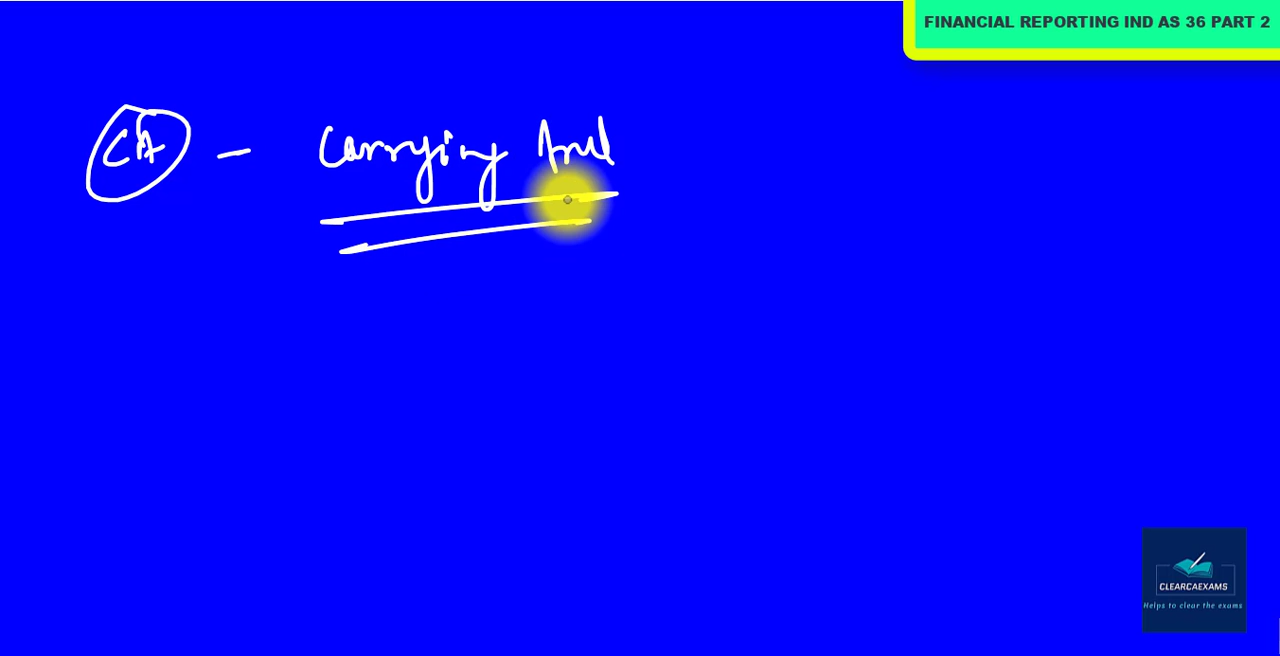 FINANCIAL REPORTING IND AS 36 PART 2
CA - Carrying Amt
CLEARCAEXAMS
Helps to clear the exams